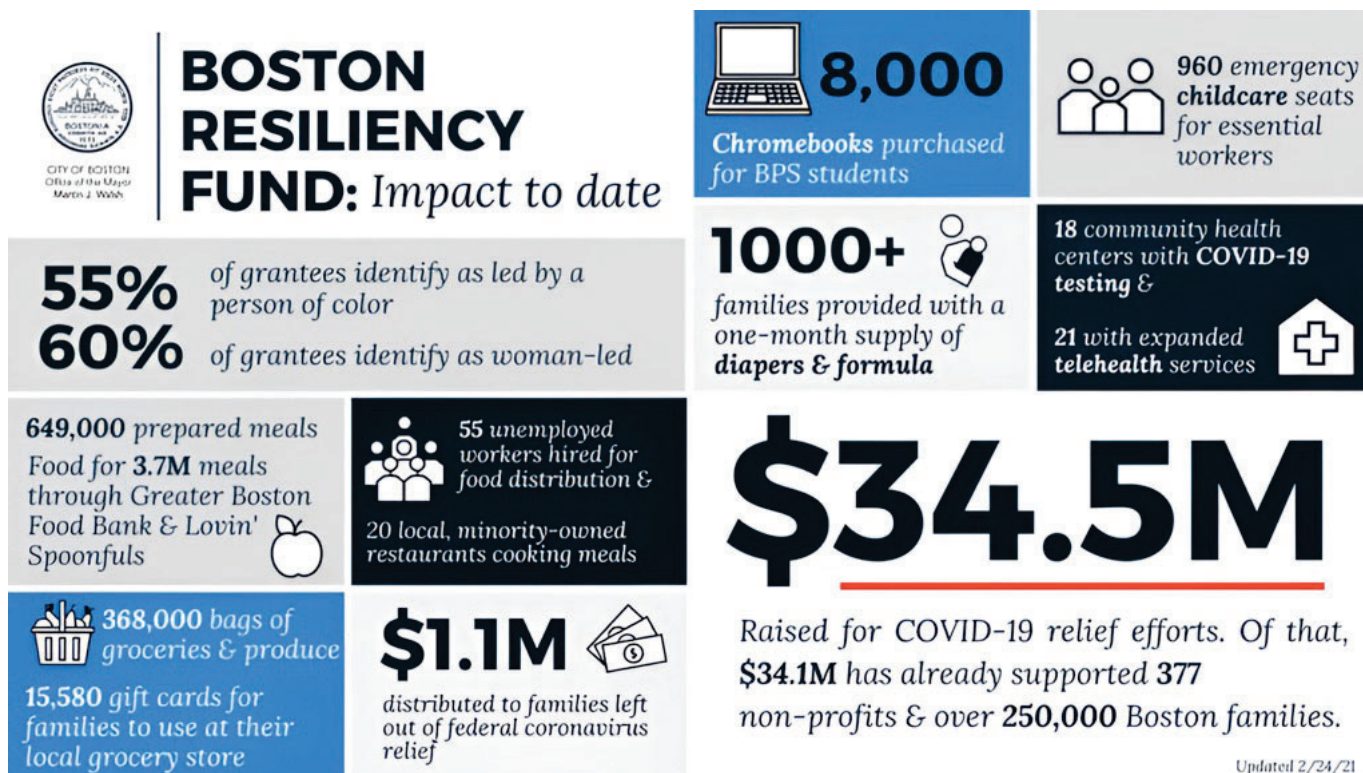 BOSTON
RESILIENCY
FUND: Impact to date
BOSTONIA
CITY OF BOSTON
Office of the Mayor
Martin J. Walsh
55% of grantees identify as led by a
person of color
60% of grantees identify as woman-led
649,000 prepared meals
Food for 3.7M meals
through Greater Boston
Food Bank & Lovin'
Spoonfuls
55 unemployed
workers hired for
food distribution &
20 local, minority-owned
restaurants cooking meals
368,000 bags of
groceries & produce
15,580 gift cards for
families to use at their
local grocery store
$1.1M
distributed to families left
out of federal coronavirus
relief
8,000
Chromebooks purchased
for BPS students
960 emergency
childcare seats
for essential
workers
1000+
families provided with a
one-month supply of
diapers & formula
18 community health
centers with COVID-19
testing &
21 with expanded
telehealth services
$34.5M
Raised for COVID-19 relief efforts. Of that,
$34.1M has already supported 377
non-profits & over 250,000 Boston families.
Updated 2/24/21